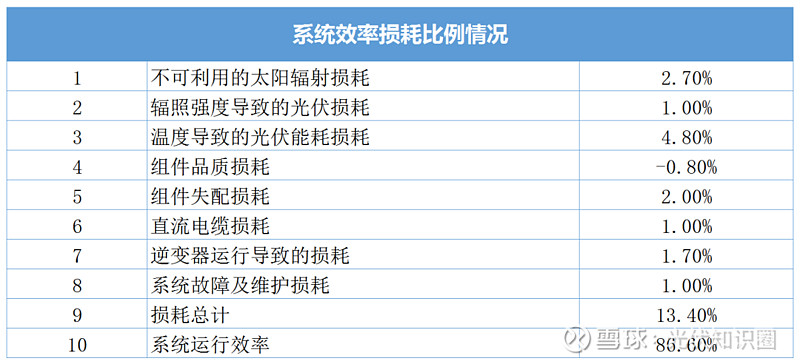 系统效率损耗比例情况
1 不可利用的太阳辐射损耗 2.70%
2 辐照强度导致的光伏损耗 1.00%
3 温度导致的光伏能耗损耗 4.80%
4 组件品质损耗 -0.80%
5 组件失配损耗 2.00%
6 直流电缆损耗 1.00%
7 逆变器运行导致的损耗 1.70%
8 系统故障及维护损耗 1.00%
9 损耗总计 13.40%
10 系统运行效率 86.60%
雪球：光伏知识圈